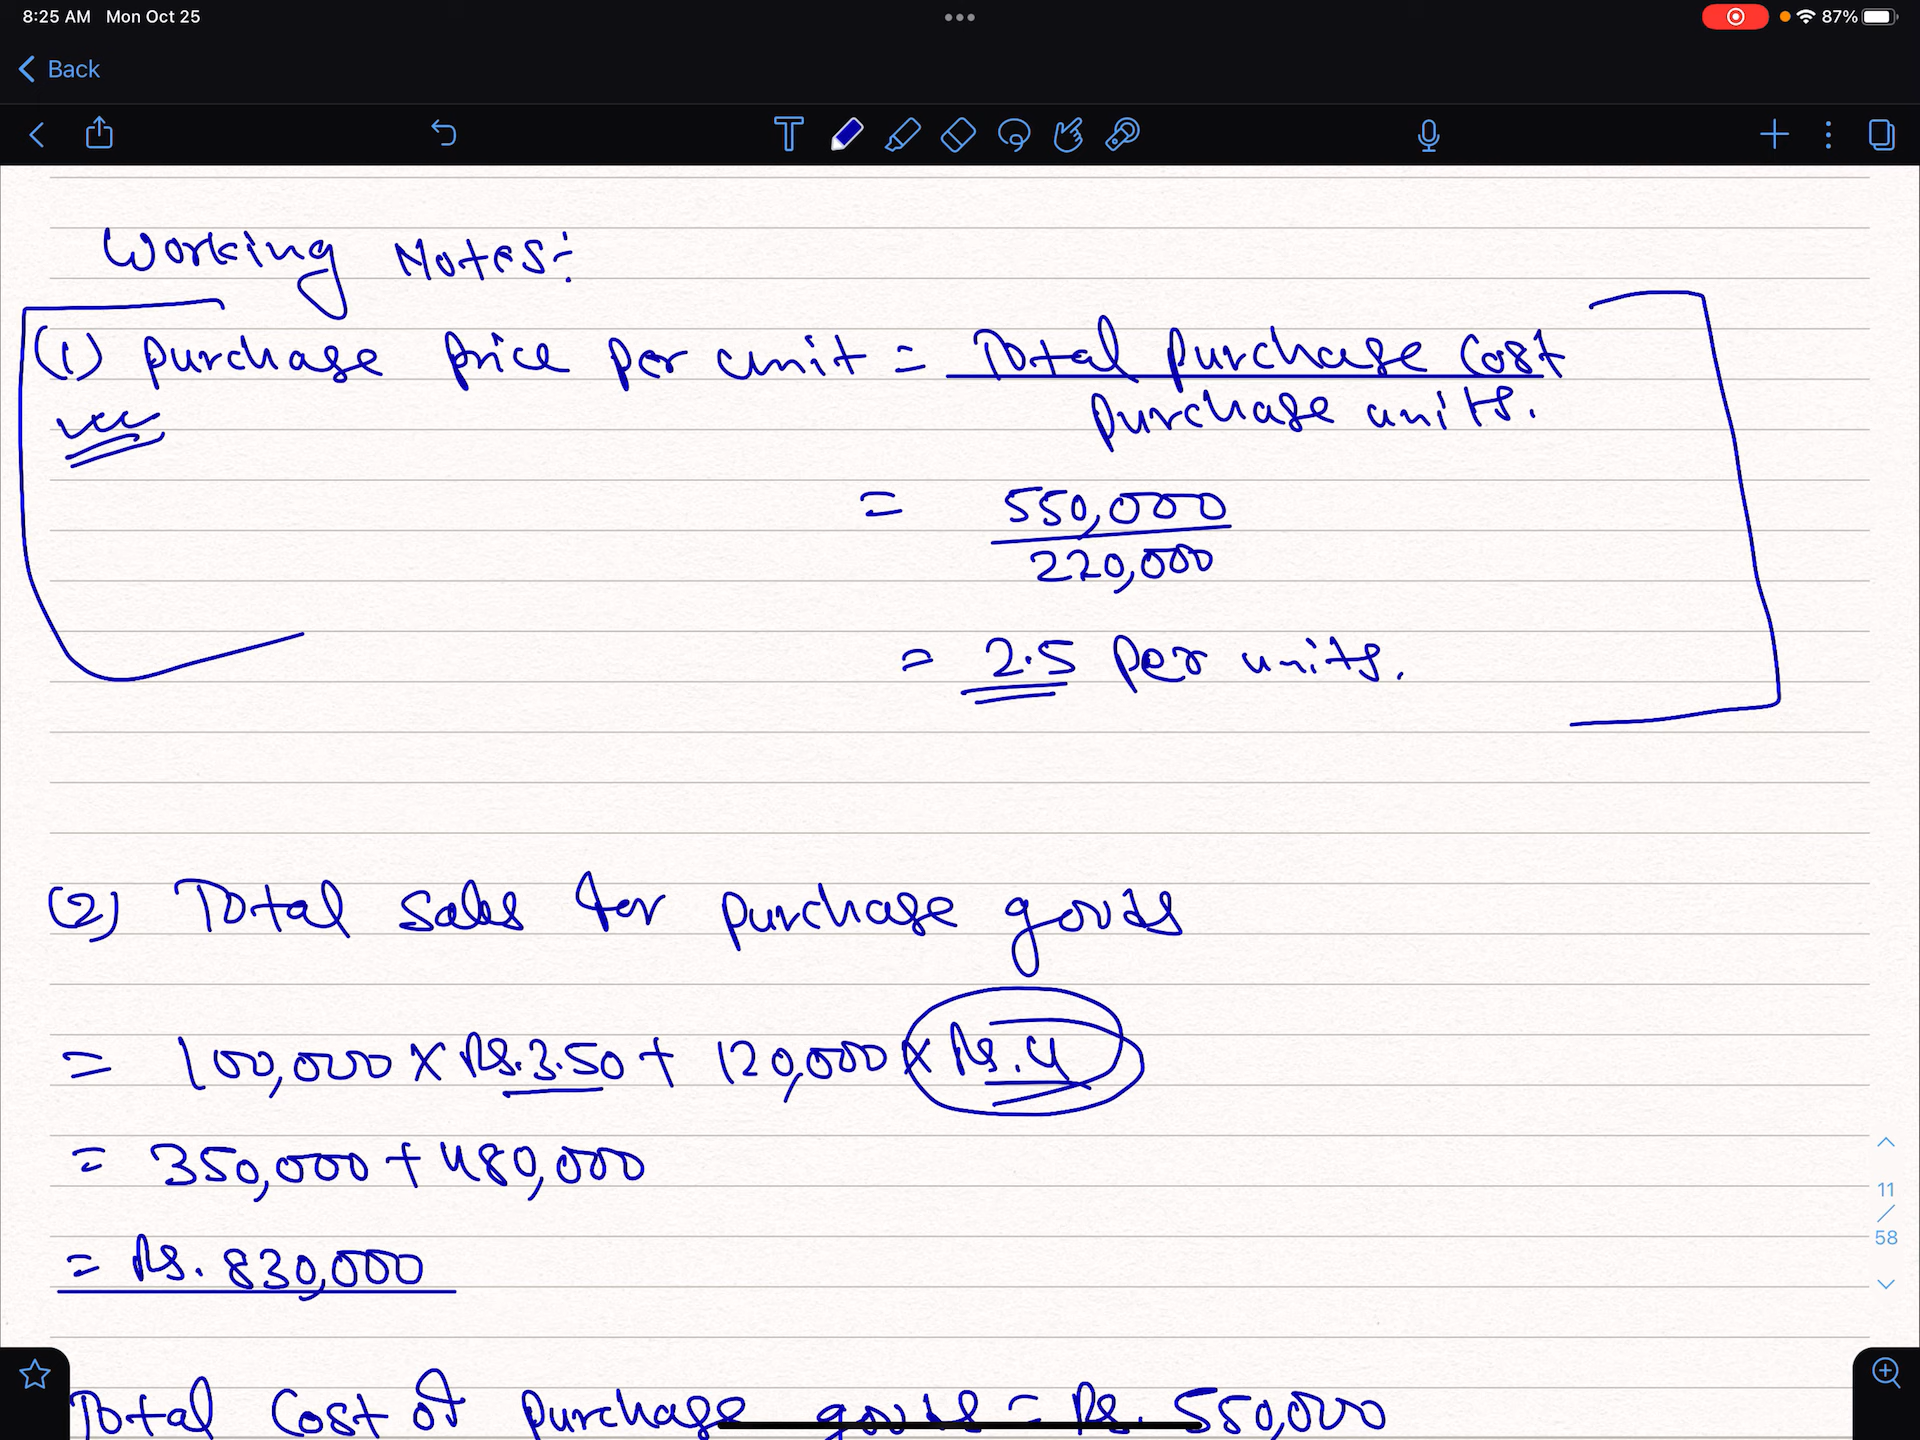 8:25 AM Mon Oct 25
87%
Back
Working Notes:
(1) purchase price per unit = Total purchase Cost
purchase units.
= 550,000
220,000
= 2.5 per units.
(2) Total sales for purchase goods
= 100,000 × Rs.3.50 + 120,000 × Rs.4
= 350,000 + 480,000
= Rs. 830,000
11
/
58
Total Cost of purchase goods = Rs. 550,000